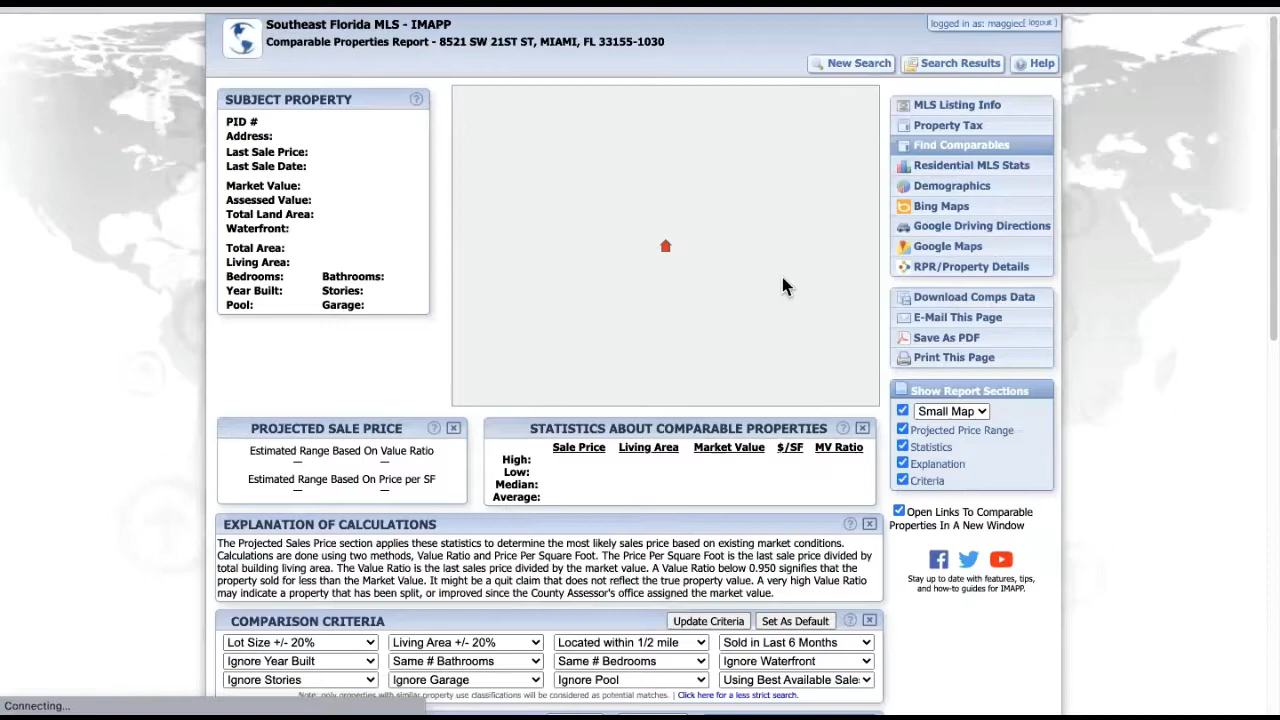 Southeast Florida MLS - IMAPP
Comparable Properties Report - 8521 SW 21ST ST, MIAMI, FL 33155-1030
logged in as: maggiec[ logout ]
New Search
Search Results
Help
SUBJECT PROPERTY
PID #
Address:
Last Sale Price:
Last Sale Date:
Market Value:
Assessed Value:
Total Land Area:
Waterfront:
Total Area:
Living Area:
Bedrooms: Bathrooms:
Year Built: Stories:
Pool: Garage:
MLS Listing Info
Property Tax
Find Comparables
Residential MLS Stats
Demographics
Bing Maps
Google Driving Directions
Google Maps
RPR/Property Details
Download Comps Data
E-Mail This Page
Save As PDF
Print This Page
Show Report Sections
Small Map
Projected Price Range
Statistics
Explanation
Criteria
Open Links To Comparable
Properties In A New Window
Stay up to date with features, tips,
and how-to guides for IMAPP.
PROJECTED SALE PRICE
Estimated Range Based On Value Ratio
— —
Estimated Range Based On Price per SF
— —
STATISTICS ABOUT COMPARABLE PROPERTIES
Sale Price Living Area Market Value $/SF MV Ratio
High:
Low:
Median:
Average:
EXPLANATION OF CALCULATIONS
The Projected Sales Price section applies these statistics to determine the most likely sales price based on existing market conditions.
Calculations are done using two methods, Value Ratio and Price Per Square Foot. The Price Per Square Foot is the last sale price divided by
total building living area. The Value Ratio is the last sales price divided by the market value. A Value Ratio below 0.950 signifies that the
property sold for less than the Market Value. It might be a quit claim that does not reflect the true property value. A very high Value Ratio
may indicate a property that has been split, or improved since the County Assessor's office assigned the market value.
COMPARISON CRITERIA
Update Criteria
Set As Default
Lot Size +/- 20% Living Area +/- 20% Located within 1/2 mile Sold in Last 6 Months
Ignore Year Built Same # Bathrooms Same # Bedrooms Ignore Waterfront
Ignore Stories Ignore Garage Ignore Pool Using Best Available Sale
Note: only properties with similar property use classifications will be considered as potential matches. | Click here for a less strict search.
Connecting...